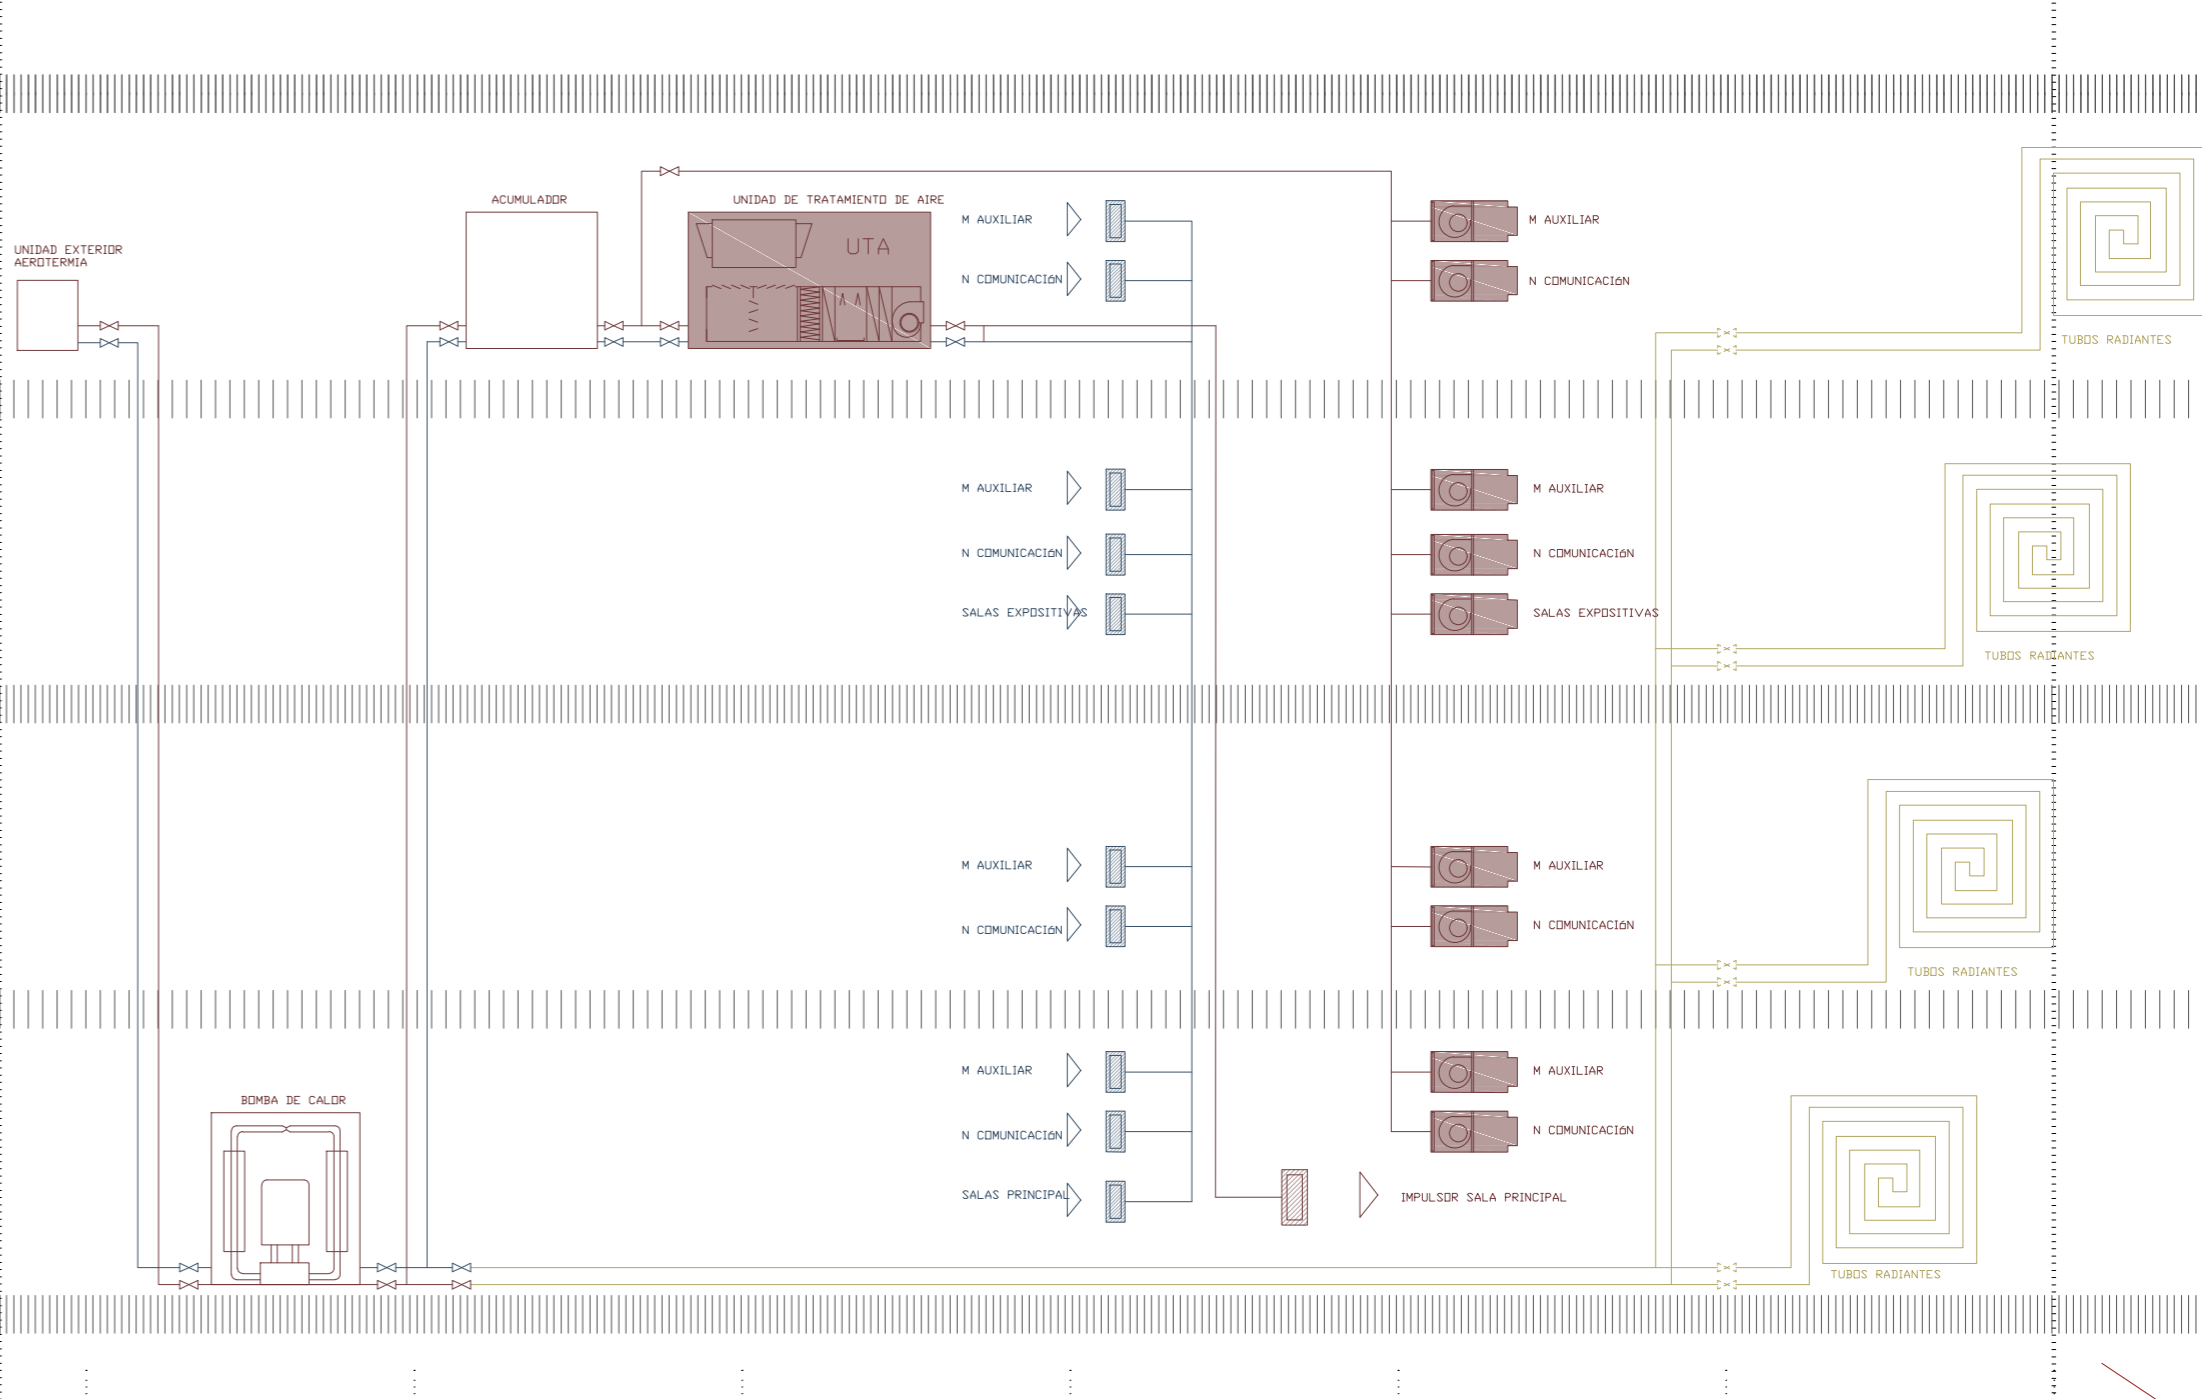 ACUMULADOR
UNIDAD DE TRATAMIENTO DE AIRE
UNIDAD EXTERIOR
AEROTERMIA
UTA
M AUXILIAR
M AUXILIAR
N COMUNICACIóN
N COMUNICACIóN
TUBOS RADIANTES
M AUXILIAR
M AUXILIAR
N COMUNICACIóN
N COMUNICACIóN
SALAS EXPOSITIVAS
SALAS EXPOSITIVAS
TUBOS RADIANTES
M AUXILIAR
M AUXILIAR
N COMUNICACIóN
N COMUNICACIóN
TUBOS RADIANTES
M AUXILIAR
M AUXILIAR
BOMBA DE CALOR
N COMUNICACIóN
N COMUNICACIóN
SALAS PRINCIPAL
IMPULSOR SALA PRINCIPAL
TUBOS RADIANTES